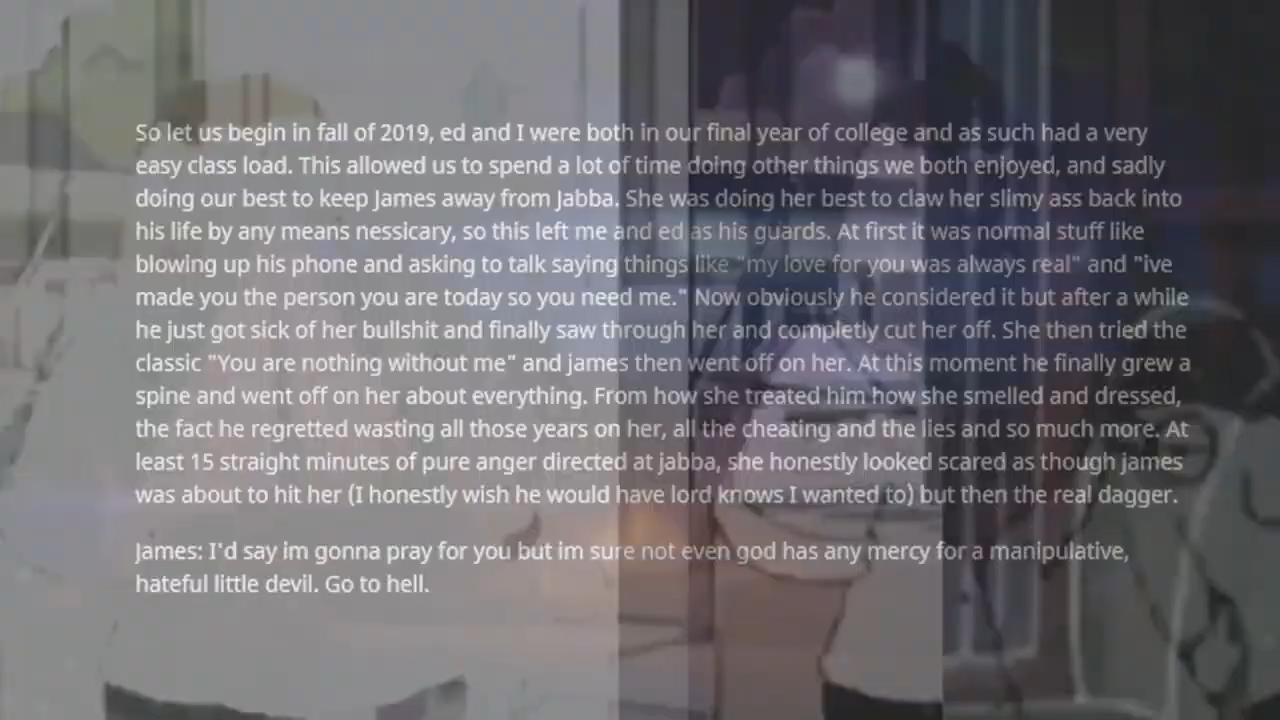 So let us begin in fall of 2019, ed and I were both in our final year of college and as such had a very
easy class load. This allowed us to spend a lot of time doing other things we both enjoyed, and sadly
doing our best to keep James away from Jabba. She was doing her best to claw her slimy ass back into
his life by any means nessicary, so this left me and ed as his guards. At first it was normal stuff like
blowing up his phone and asking to talk saying things like "my love for you was always real" and "ive
made you the person you are today so you need me." Now obviously he considered it but after a while
he just got sick of her bullshit and finally saw through her and completly cut her off. She then tried the
classic "You are nothing without me" and james then went off on her. At this moment he finally grew a
spine and went off on her about everything. From how she treated him how she smelled and dressed,
the fact he regretted wasting all those years on her, all the cheating and the lies and so much more. At
least 15 straight minutes of pure anger directed at jabba, she honestly looked scared as though james
was about to hit her (I honestly wish he would have lord knows I wanted to) but then the real dagger.
James: I'd say im gonna pray for you but im sure not even god has any mercy for a manipulative,
hateful little devil. Go to hell.